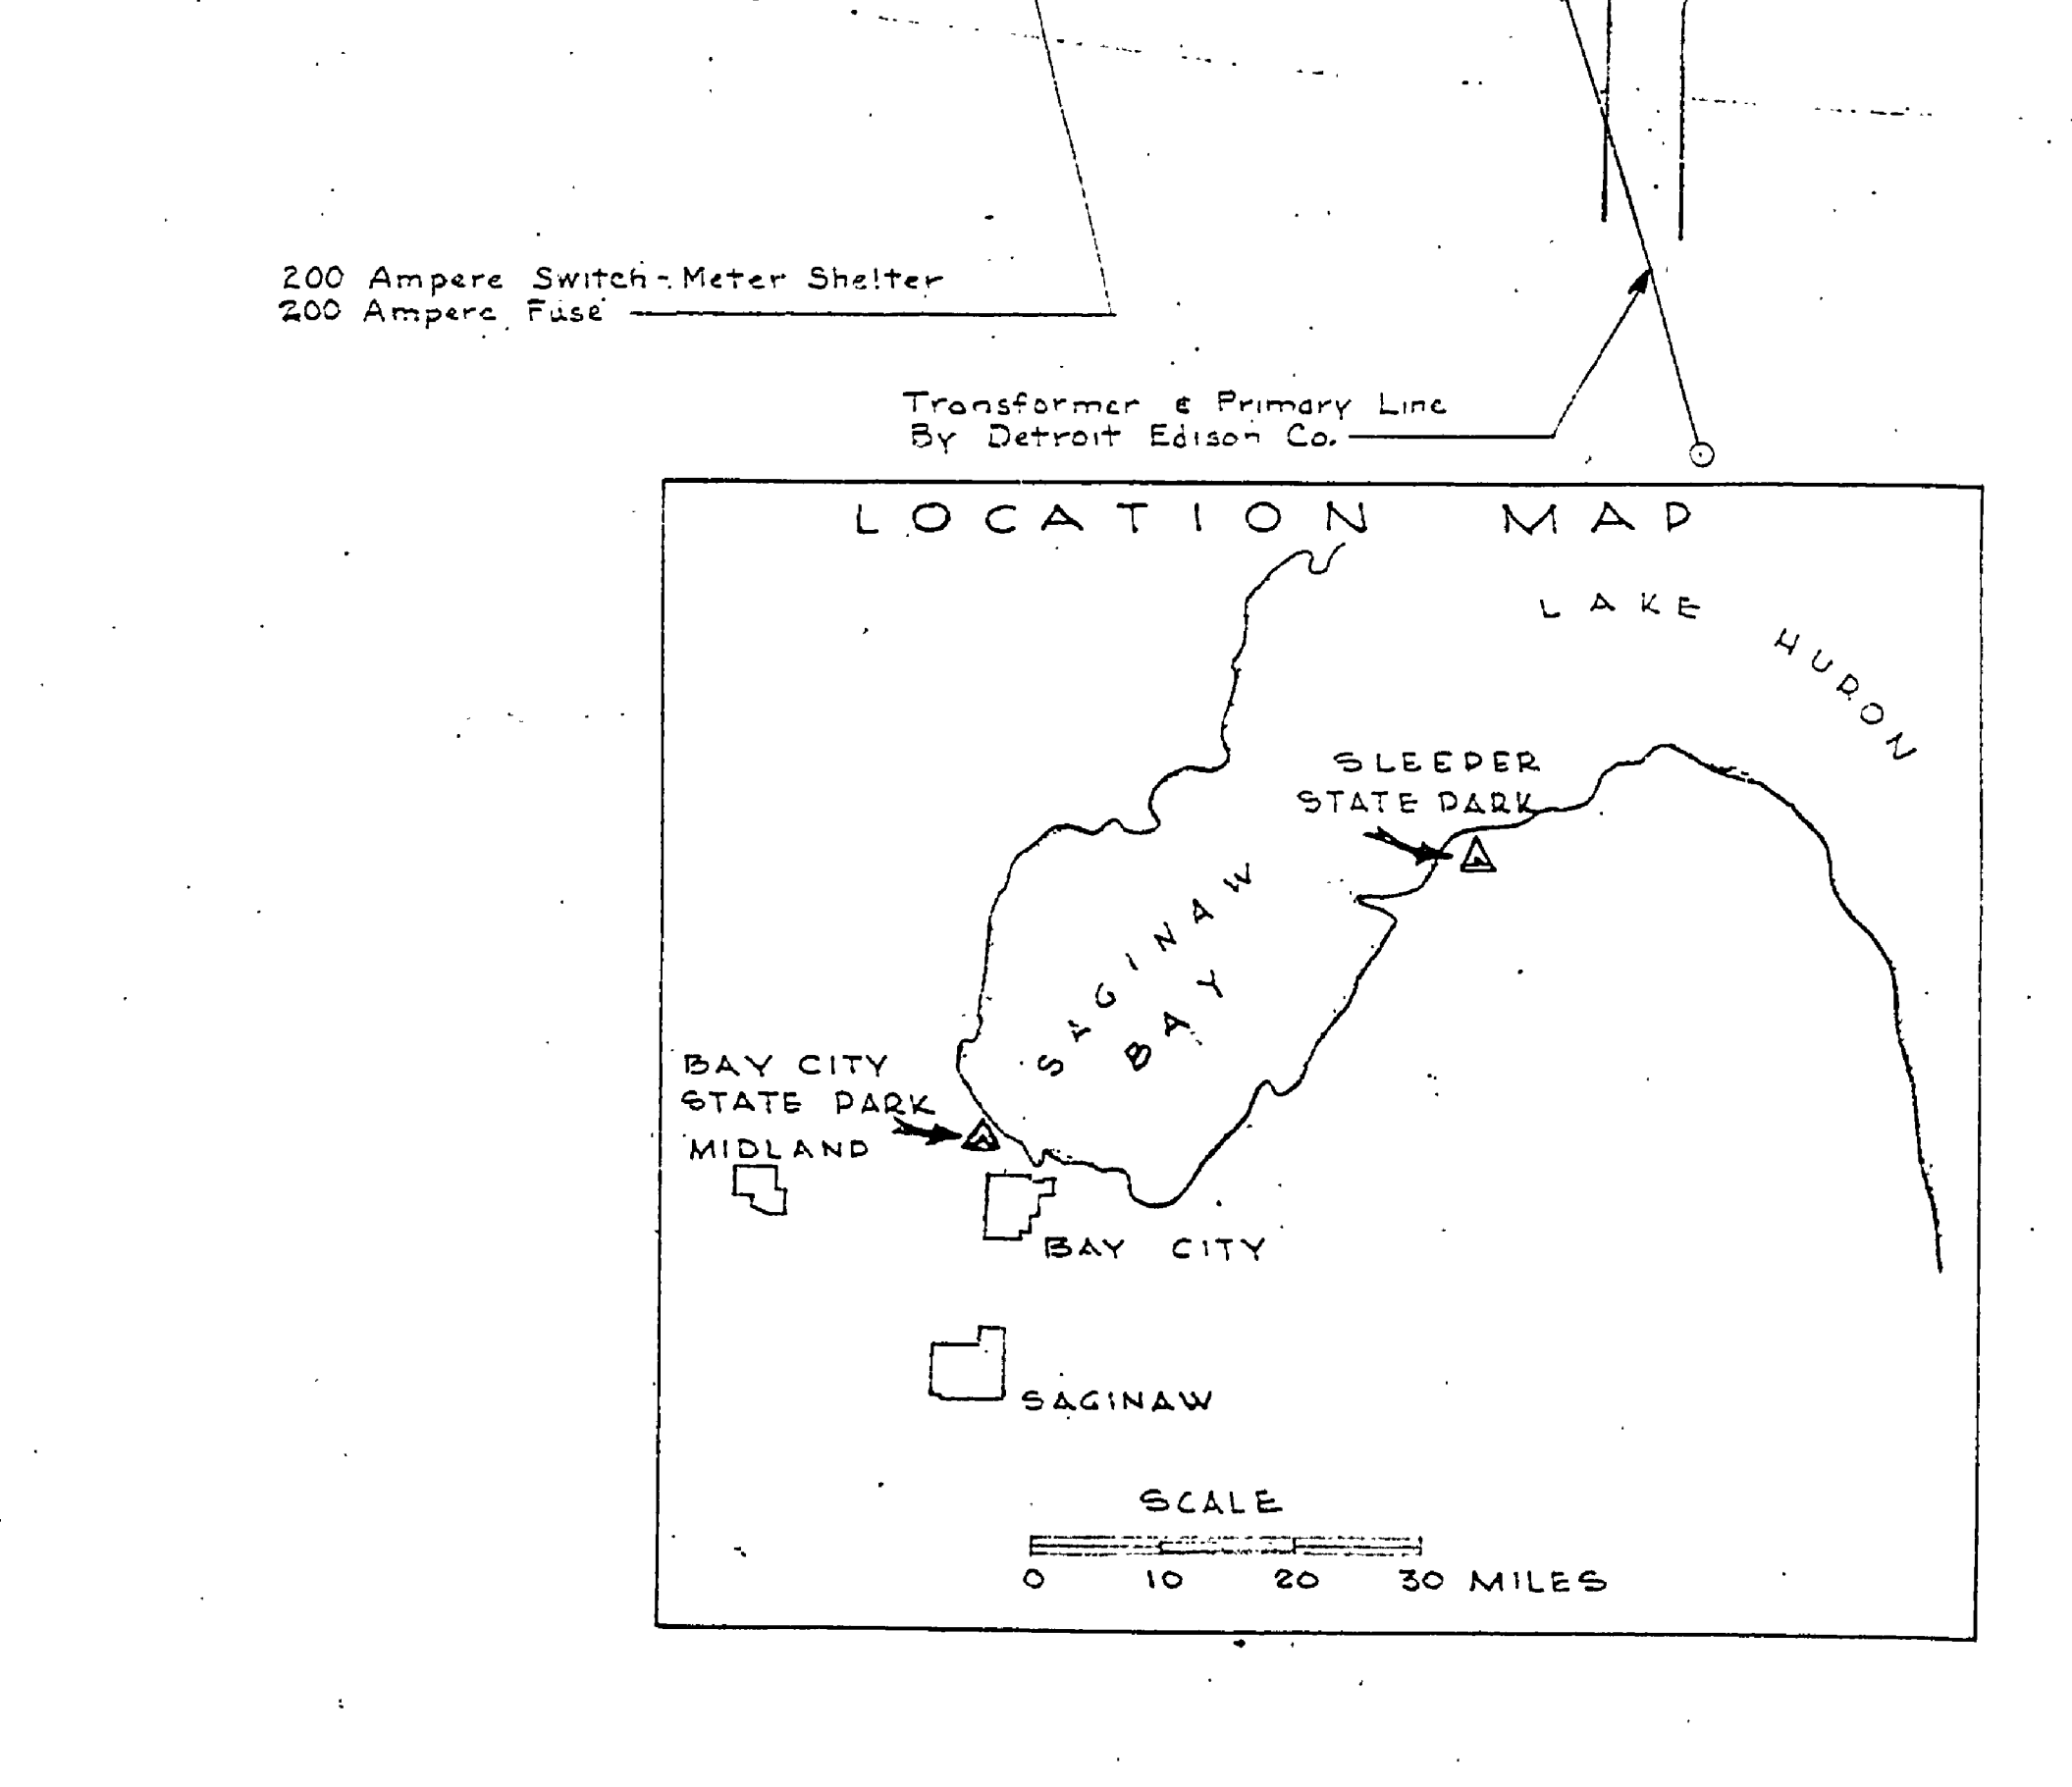 200 Ampere Switch - Meter Shelter
200 Ampere Fuse
Transformer & Primary Line
By Detroit Edison Co.
LOCATION MAP
LAKE HURON
SLEEPER
STATE PARK
SAGINAW
BAY
BAY CITY
STATE PARK
MIDLAND
BAY CITY
SAGINAW
SCALE
0 10 20 30 MILES